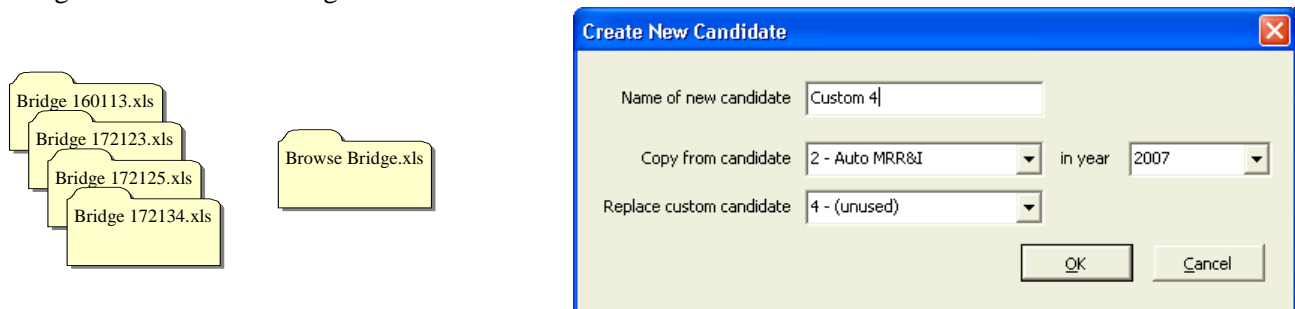 Create New Candidate
Bridge 160113.xls
Bridge 172123.xls
Bridge 172125.xls
Bridge 172134.xls
Browse Bridge.xls
Name of new candidate Custom 4
Copy from candidate 2 - Auto MRR&I in year 2007
Replace custom candidate 4 - (unused)
OK Cancel